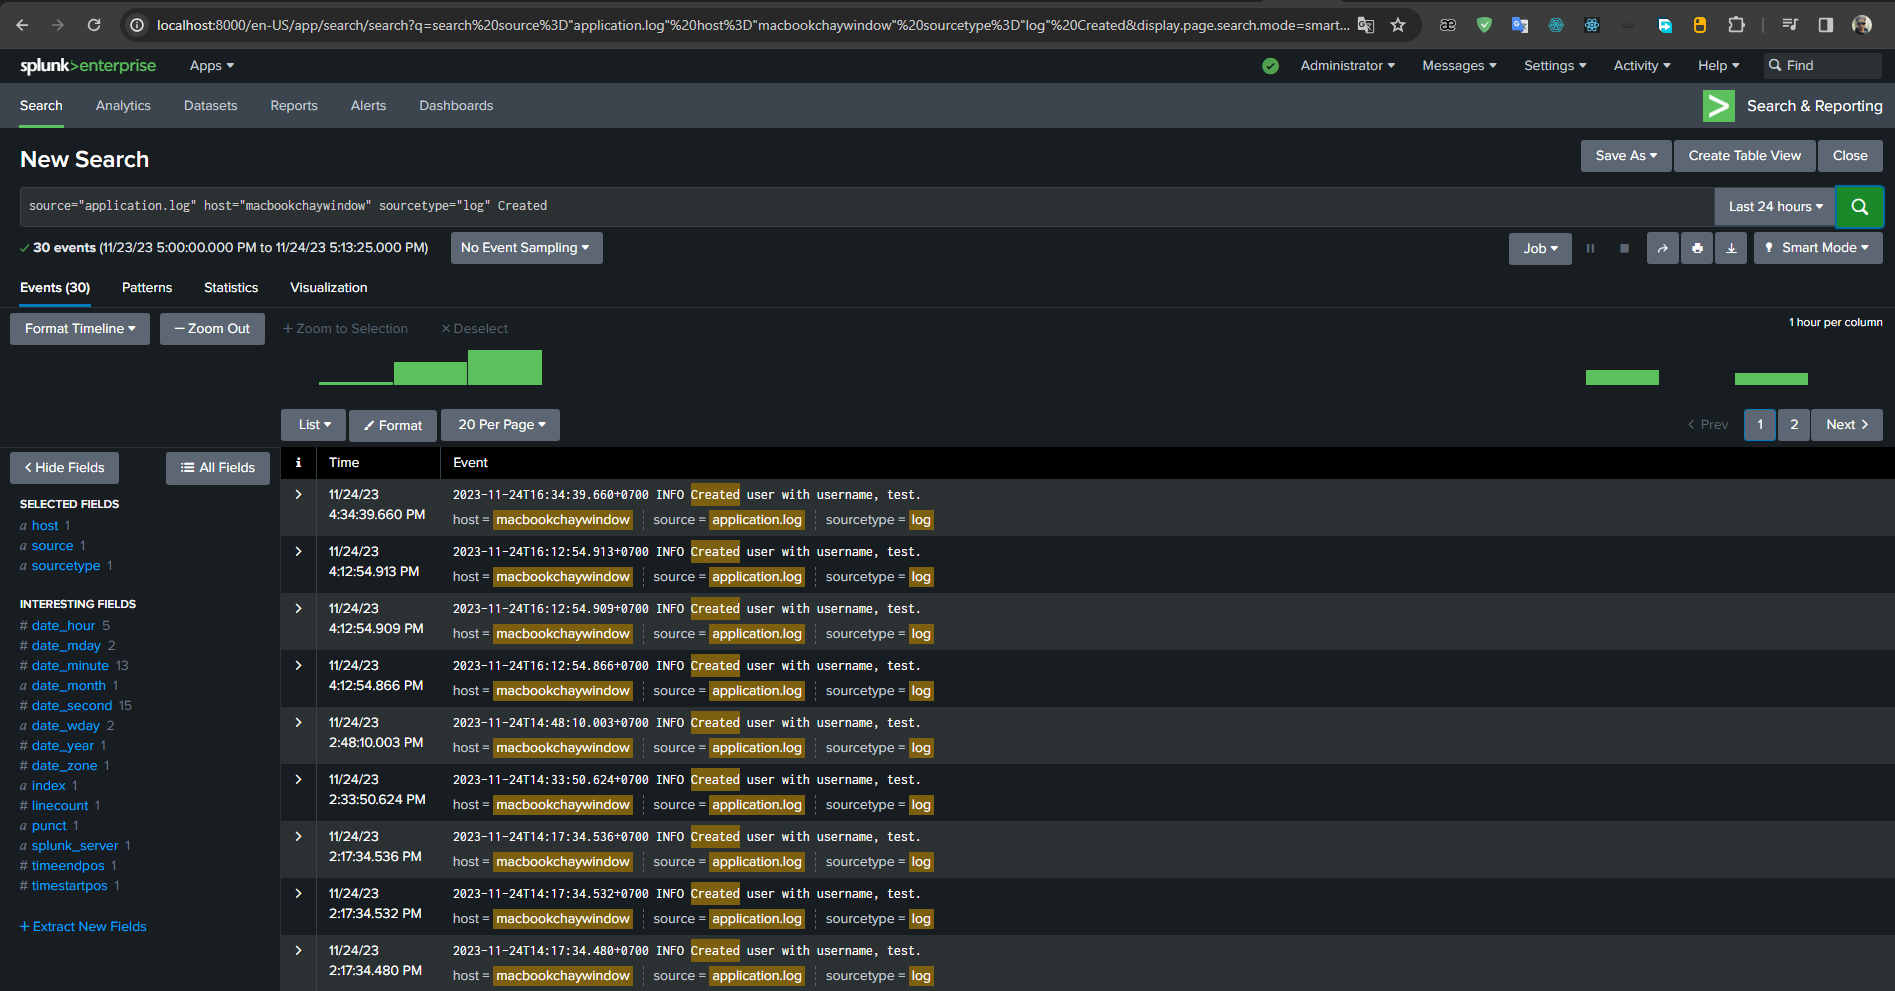 localhost:8000/en-US/app/search/search?q=search%20source%3D"application.log"%20host%3D"macbookchaywindow"%20sourcetype%3D"log"%20Created&display.page.search.mode=smart...
splunk>enterprise Apps Administrator Messages Settings Activity Help Find
Search Analytics Datasets Reports Alerts Dashboards Search & Reporting
New Search Save As Create Table View Close
source="application.log" host="macbookchaywindow" sourcetype="log" Created Last 24 hours
30 events (11/23/23 5:00:00.000 PM to 11/24/23 5:13:25.000 PM) No Event Sampling Job Smart Mode
Events (30) Patterns Statistics Visualization
Format Timeline — Zoom Out + Zoom to Selection × Deselect 1 hour per column
List Format 20 Per Page < Prev 1 2 Next >
< Hide Fields All Fields i Time Event
SELECTED FIELDS
a host 1
a source 1
a sourcetype 1
INTERESTING FIELDS
# date_hour 5
# date_mday 2
# date_minute 13
a date_month 1
# date_second 15
a date_wday 2
# date_year 1
# date_zone 1
a index 1
# linecount 1
a punct 1
a splunk_server 1
# timeendpos 1
# timestartpos 1
+ Extract New Fields
11/24/23 2023-11-24T16:34:39.660+0700 INFO Created user with username, test.
4:34:39.660 PM host = macbookchaywindow source = application.log sourcetype = log
11/24/23 2023-11-24T16:12:54.913+0700 INFO Created user with username, test.
4:12:54.913 PM host = macbookchaywindow source = application.log sourcetype = log
11/24/23 2023-11-24T16:12:54.909+0700 INFO Created user with username, test.
4:12:54.909 PM host = macbookchaywindow source = application.log sourcetype = log
11/24/23 2023-11-24T16:12:54.866+0700 INFO Created user with username, test.
4:12:54.866 PM host = macbookchaywindow source = application.log sourcetype = log
11/24/23 2023-11-24T14:48:10.003+0700 INFO Created user with username, test.
2:48:10.003 PM host = macbookchaywindow source = application.log sourcetype = log
11/24/23 2023-11-24T14:33:50.624+0700 INFO Created user with username, test.
2:33:50.624 PM host = macbookchaywindow source = application.log sourcetype = log
11/24/23 2023-11-24T14:17:34.536+0700 INFO Created user with username, test.
2:17:34.536 PM host = macbookchaywindow source = application.log sourcetype = log
11/24/23 2023-11-24T14:17:34.532+0700 INFO Created user with username, test.
2:17:34.532 PM host = macbookchaywindow source = application.log sourcetype = log
11/24/23 2023-11-24T14:17:34.480+0700 INFO Created user with username, test.
2:17:34.480 PM host = macbookchaywindow source = application.log sourcetype = log